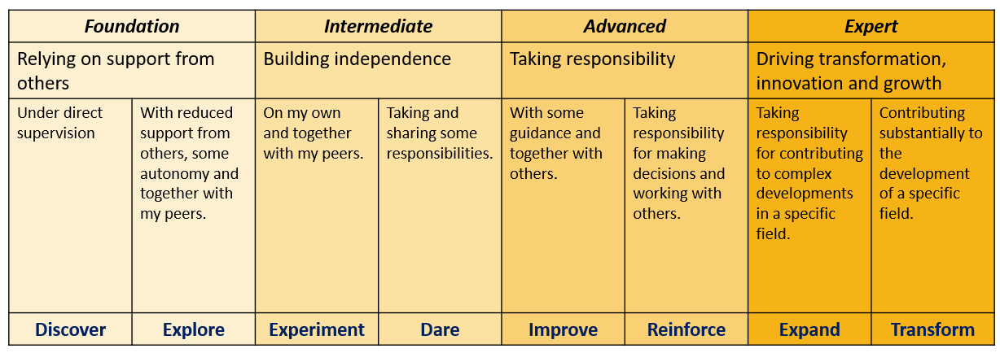 Foundation
Intermediate
Advanced
Expert
Relying on support from
others
Building independence
Taking responsibility
Driving transformation,
innovation and growth
Under direct
supervision
With reduced
support from
others, some
autonomy and
together with
my peers.
On my own
and together
with my peers.
Taking and
sharing some
responsibilities.
With some
guidance and
together with
others.
Taking
responsibility
for making
decisions and
working with
others.
Taking
responsibility
for contributing
to complex
developments
in a specific
field.
Contributing
substantially to
the
development
of a specific
field.
Discover
Explore
Experiment
Dare
Improve
Reinforce
Expand
Transform